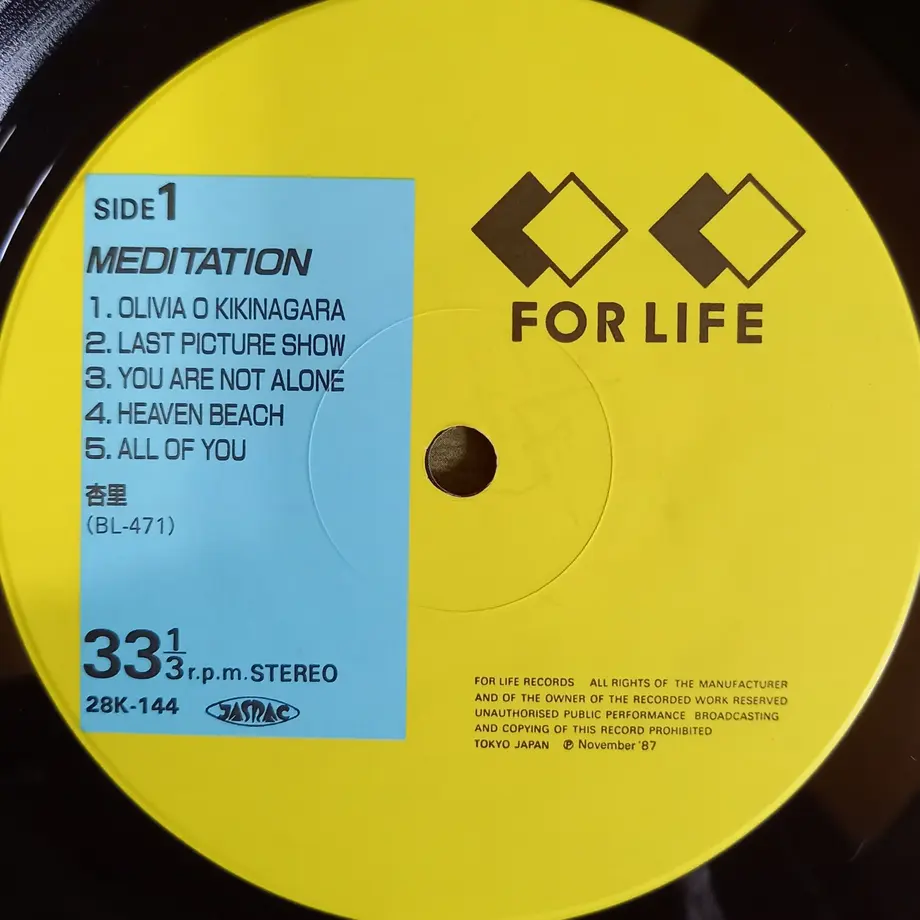 SIDE 1
MEDITATION
1. OLIVIA O KIKINAGARA
2. LAST PICTURE SHOW
3. YOU ARE NOT ALONE
4. HEAVEN BEACH
5. ALL OF YOU
杏里
(BL-471)
33 1/3 r.p.m. STEREO
28K-144 JASRAC
FOR LIFE
FOR LIFE RECORDS ALL RIGHTS OF THE MANUFACTURER
AND OF THE OWNER OF THE RECORDED WORK RESERVED
UNAUTHORISED PUBLIC PERFORMANCE BROADCASTING
AND COPYING OF THIS RECORD PROHIBITED
TOKYO JAPAN ℗ November '87